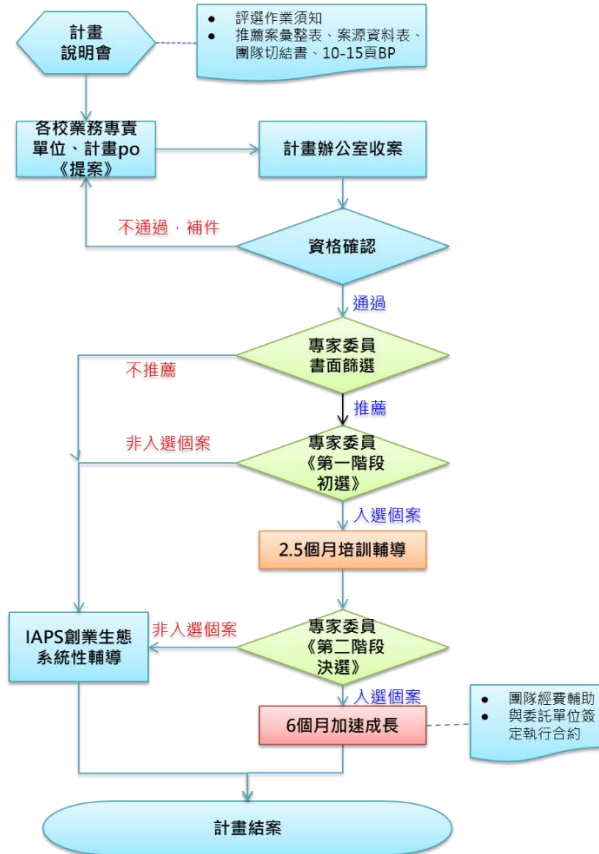 計畫
說明會
● 評選作業須知
● 推薦案彙整表、案源資料表、
團隊切結書、10-15頁BP
各校業務專責
單位、計畫po
《提案》
計畫辦公室收案
不通過，補件
資格確認
通過
專家委員
書面篩選
不推薦
推薦
非入選個案
專家委員
《第一階段
初選》
入選個案
2.5個月培訓輔導
IAPS創業生態
系統性輔導
非入選個案
專家委員
《第二階段
決選》
入選個案
6個月加速成長
● 團隊經費輔助
● 與委託單位簽
定執行合約
計畫結案